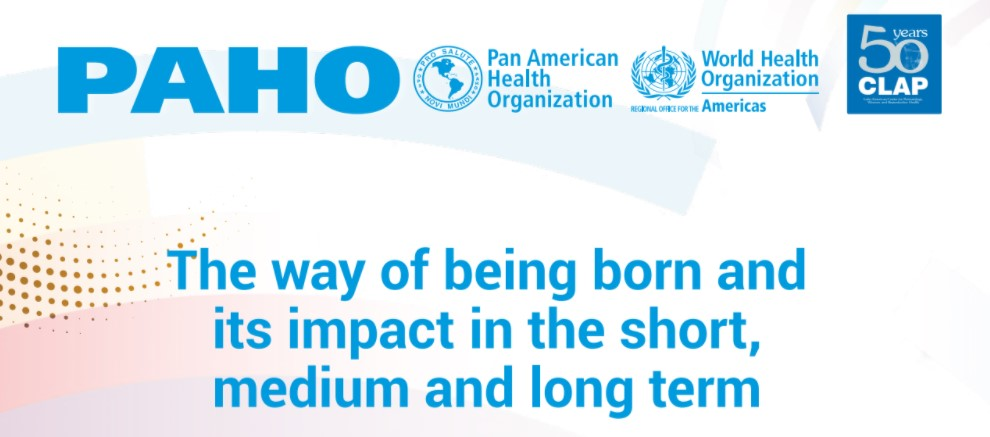 PAHO
PRO SALUTE
NOVI MUNDI
Pan American
Health
Organization
World Health
Organization
REGIONAL OFFICE FOR THE Americas
50
years
CLAP
The way of being born and
its impact in the short,
medium and long term